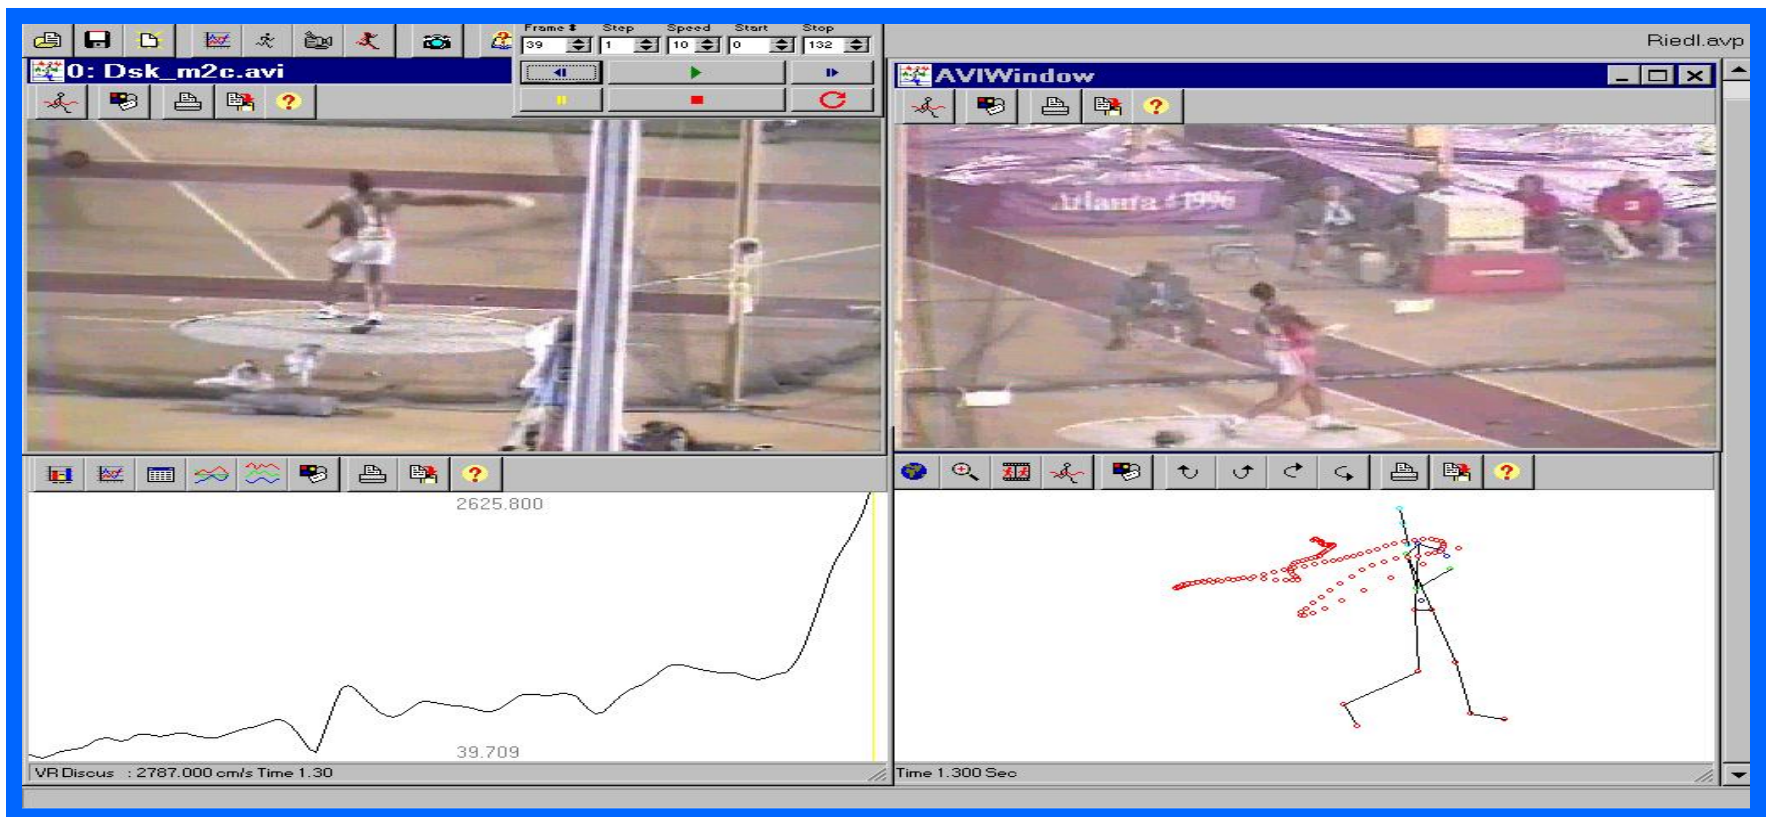 Frame # Step Speed Start Stop
39 1 10 0 132
Riedl.avp
0: Dsk_m2c.avi
AVIWindow
? ?
Atlanta 1996
? ?
2625.800
39.709
VR Discus : 2787.000 cm/s Time 1.30
Time 1.300 Sec